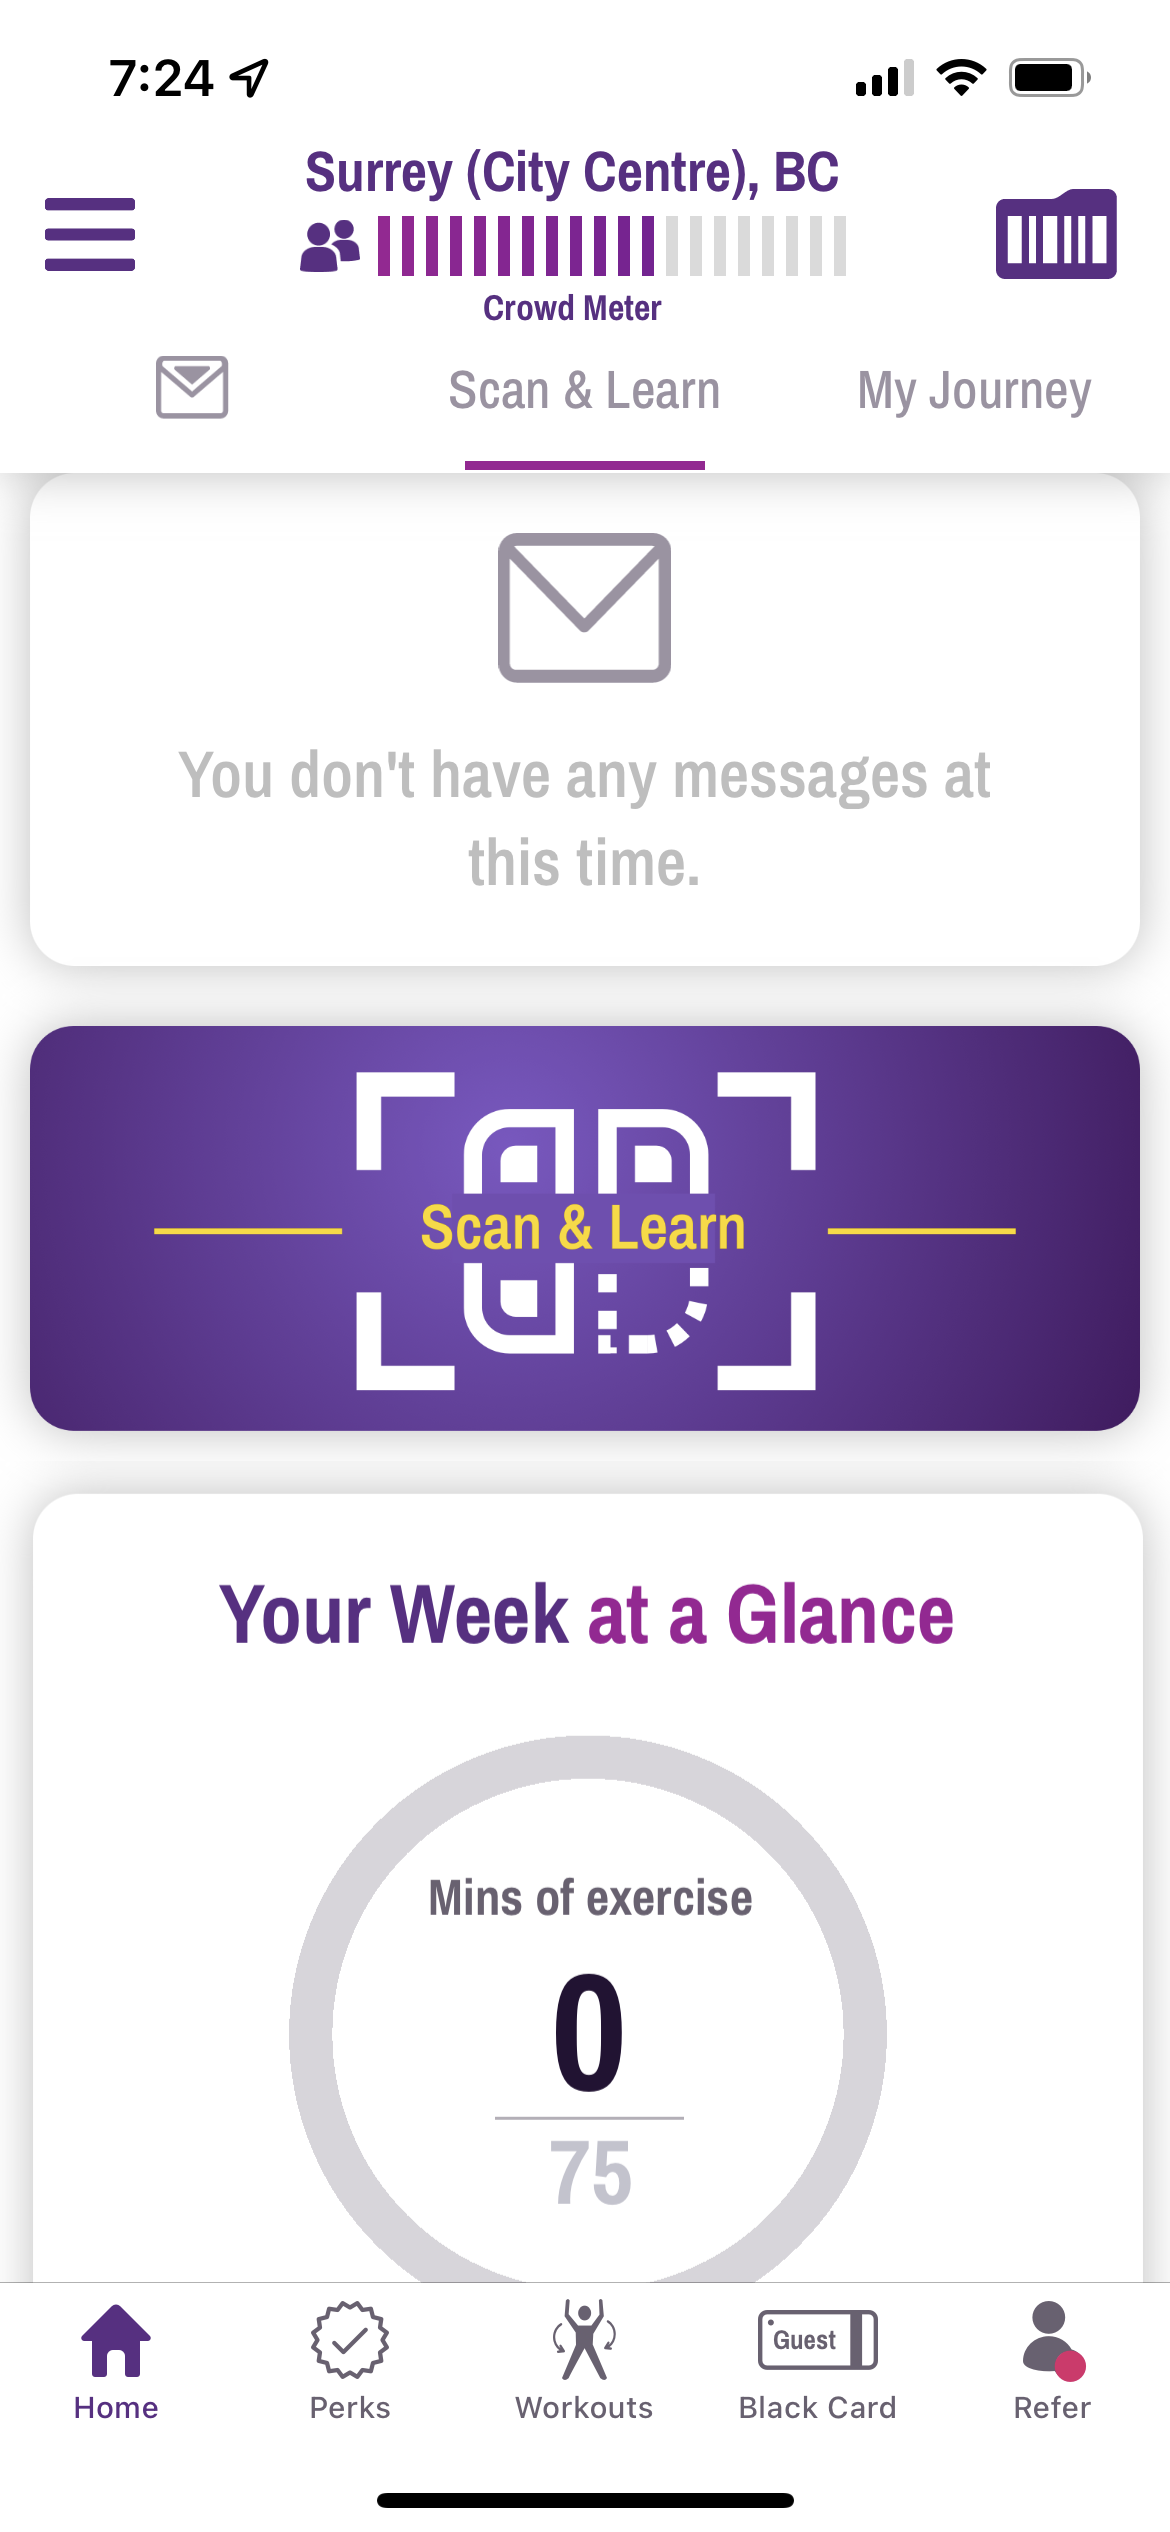 7:24
Surrey (City Centre), BC
Crowd Meter
Scan & Learn
My Journey
You don't have any messages at
this time.
Scan & Learn
Your Week at a Glance
Mins of exercise
0
75
Guest
Home
Perks
Workouts
Black Card
Refer